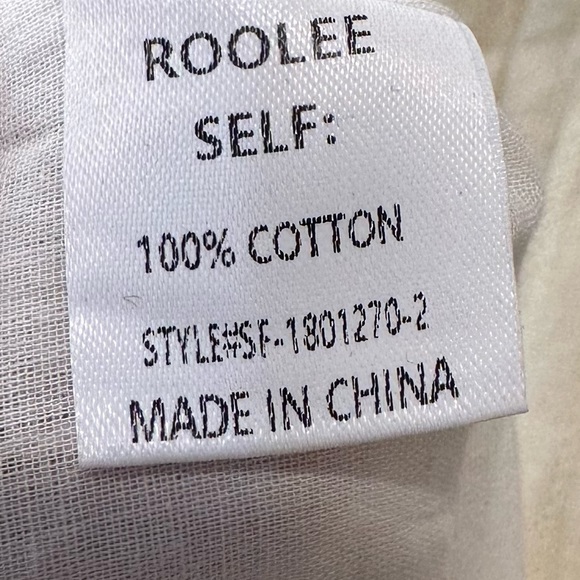 ROOLEE
SELF:
100% COTTON
STYLE#SF-1801270-2
MADE IN CHINA